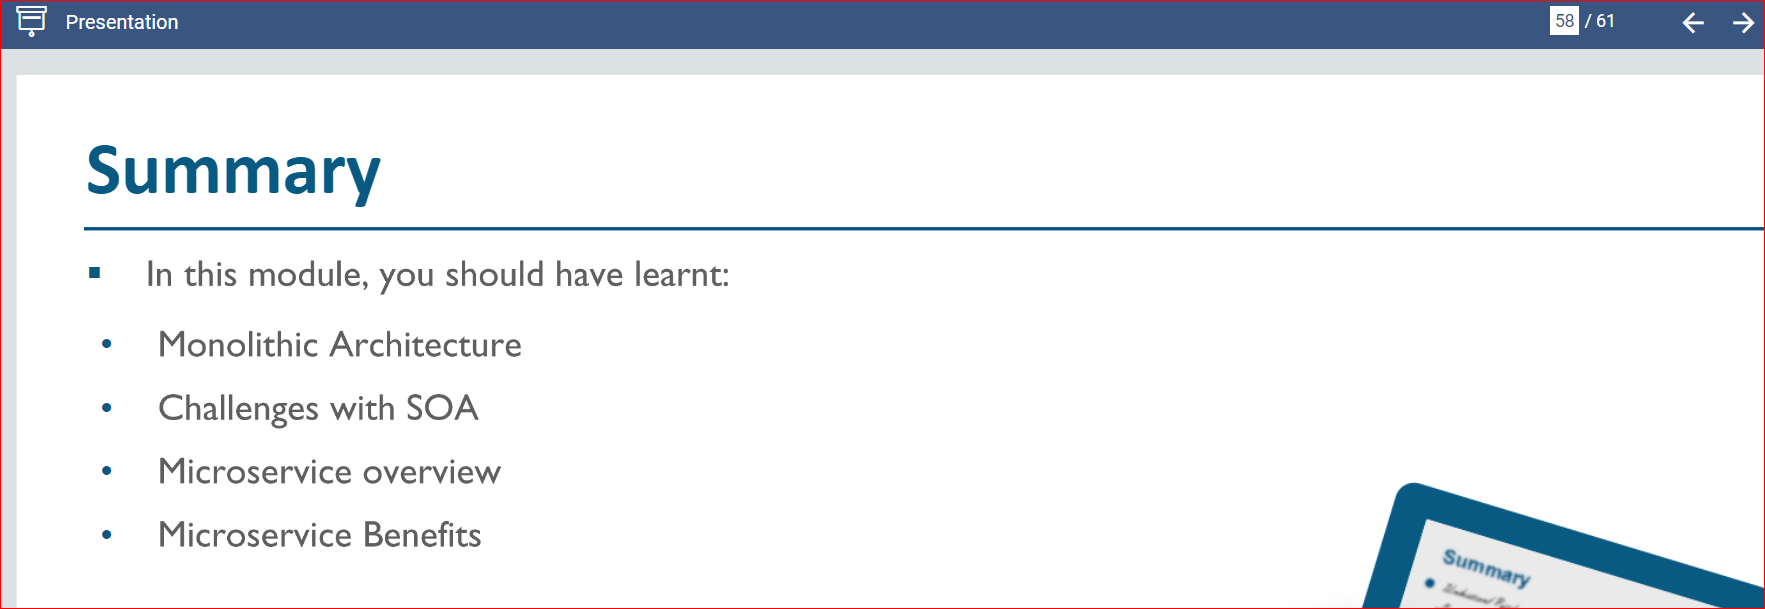 Presentation
58 / 61
Summary
In this module, you should have learnt:
Monolithic Architecture
Challenges with SOA
Microservice overview
Microservice Benefits
Summary